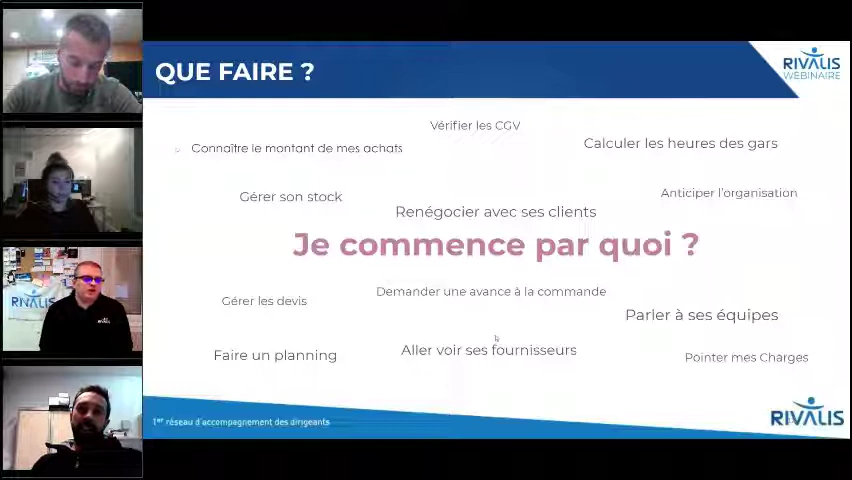 QUE FAIRE ?
RIVALIS
WEBINAIRE
Vérifier les CGV
Connaître le montant de mes achats
Calculer les heures des gars
Gérer son stock
Anticiper l'organisation
Renégocier avec ses clients
Je commence par quoi ?
Demander une avance à la commande
Gérer les devis
Parler à ses équipes
Faire un planning
Aller voir ses fournisseurs
Pointer mes Charges
1er réseau d'accompagnement des dirigeants
RIVALIS
RIVALIS
RIVALIS